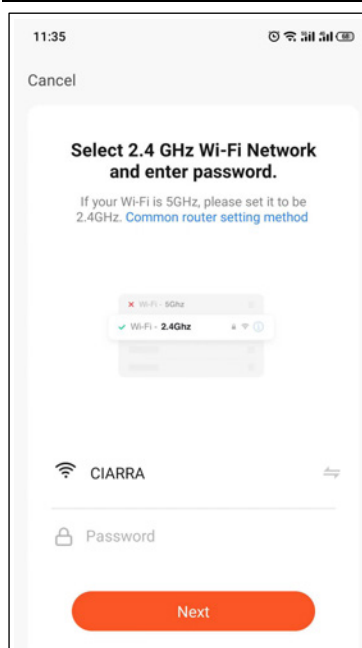 11:35
Cancel
Select 2.4 GHz Wi-Fi Network
and enter password.
If your Wi-Fi is 5GHz, please set it to be
2.4GHz. Common router setting method
Wi-Fi - 5Ghz
Wi-Fi - 2.4Ghz
CIARRA
Password
Next